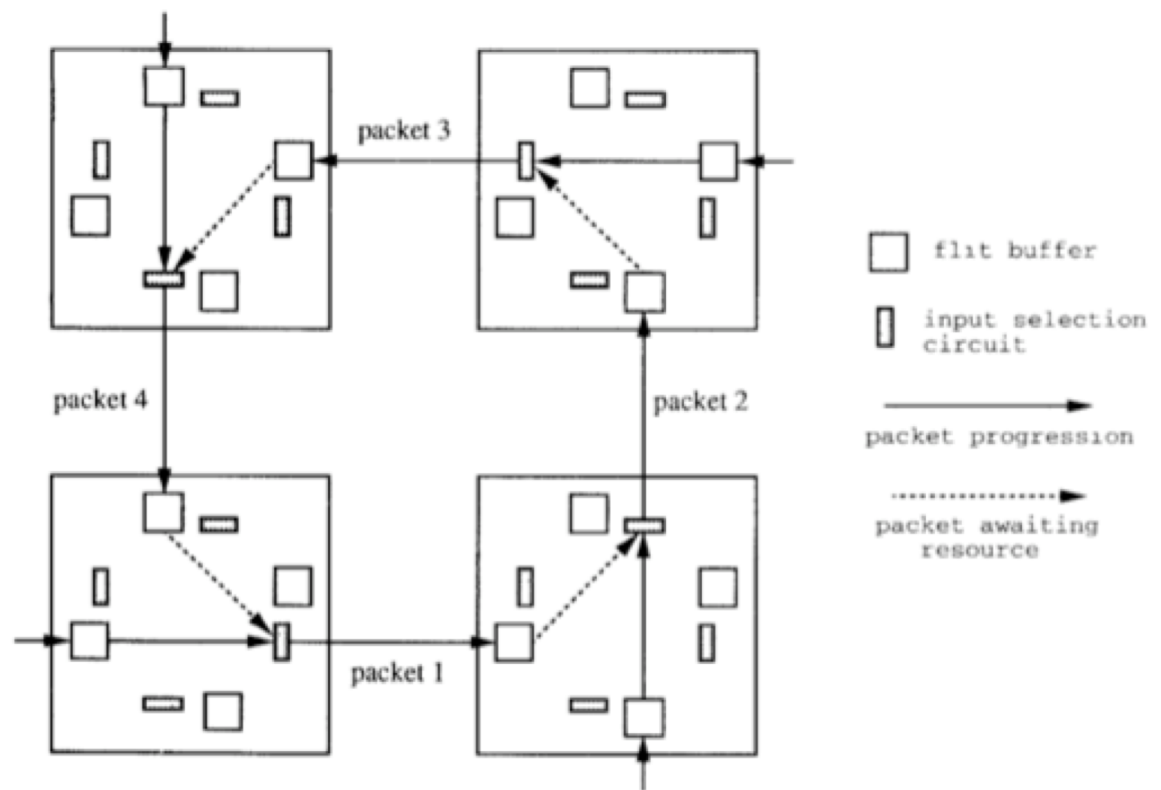 packet 3
packet 4
packet 2
packet 1
flit buffer
input selection
circuit
packet progression
packet awaiting
resource